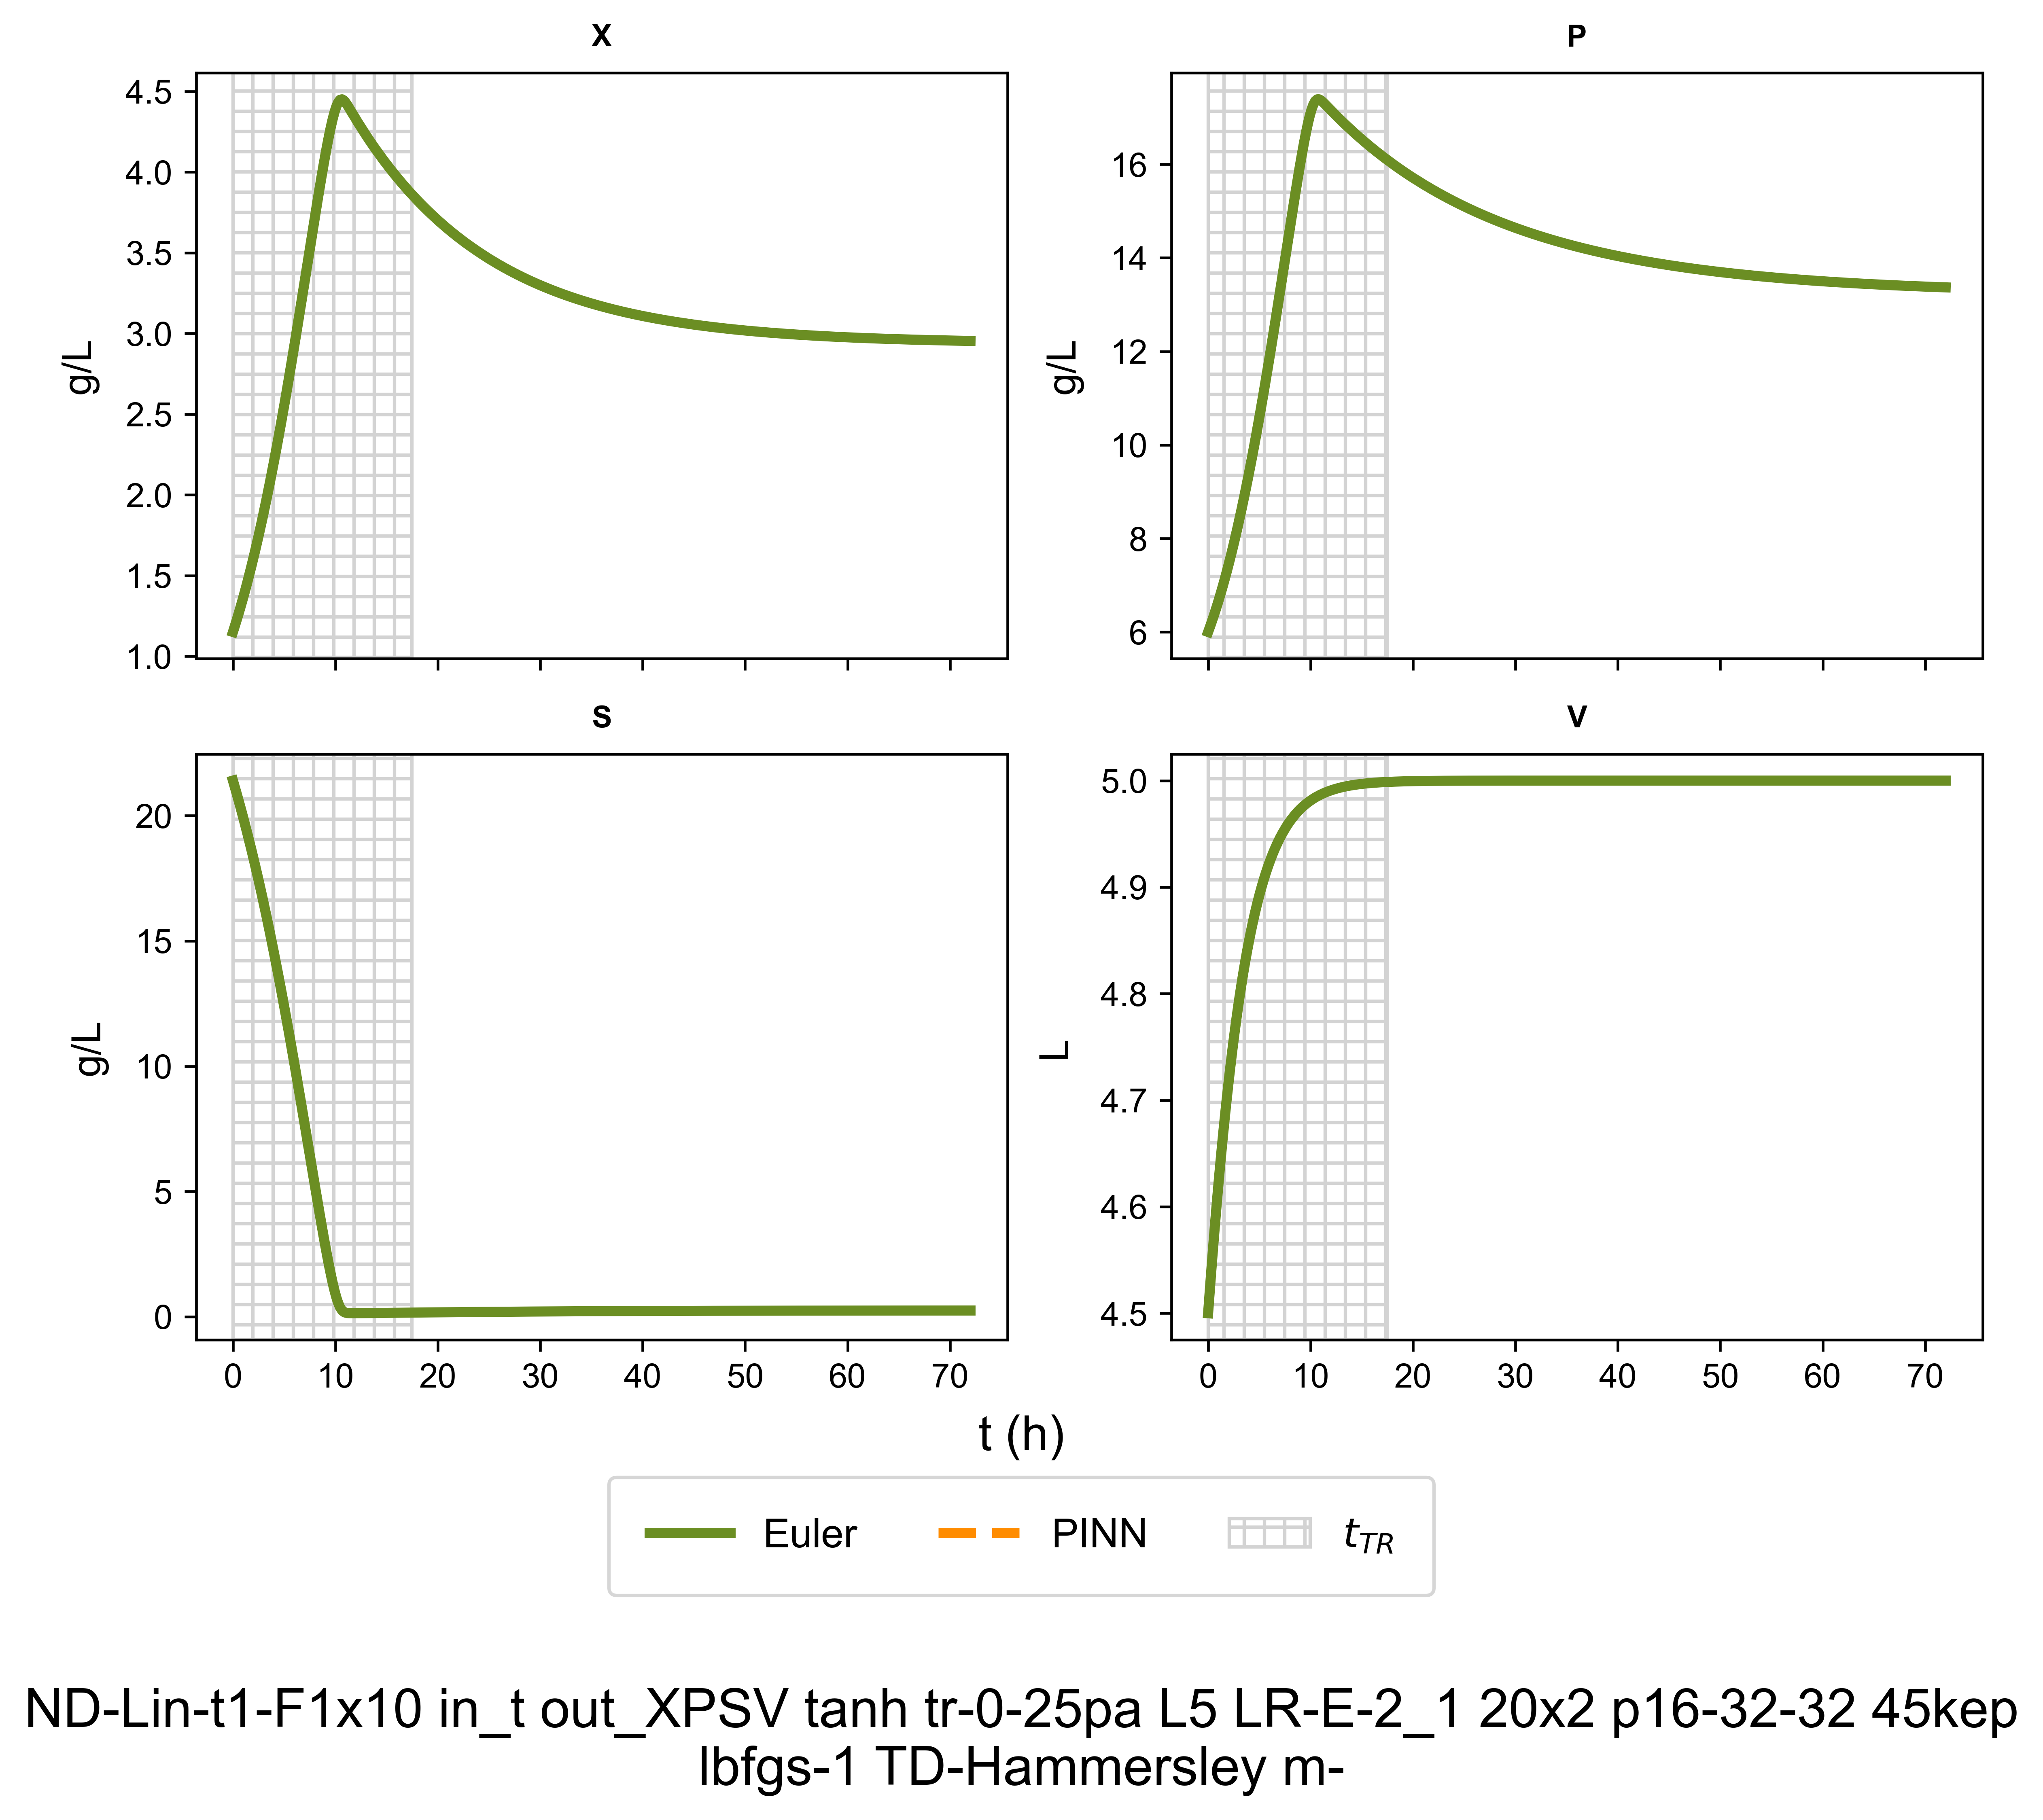 X
P
4.5
4.0
3.5
3.0
2.5
2.0
1.5
1.0
g/L
16
14
12
10
8
6
g/L
S
V
20
15
10
5
0
g/L
5.0
4.9
4.8
4.7
4.6
4.5
L
0 10 20 30 40 50 60 70
0 10 20 30 40 50 60 70
t (h)
Euler PINN t_TR
ND-Lin-t1-F1x10 in_t out_XPSV tanh tr-0-25pa L5 LR-E-2_1 20x2 p16-32-32 45kep
lbfgs-1 TD-Hammersley m-